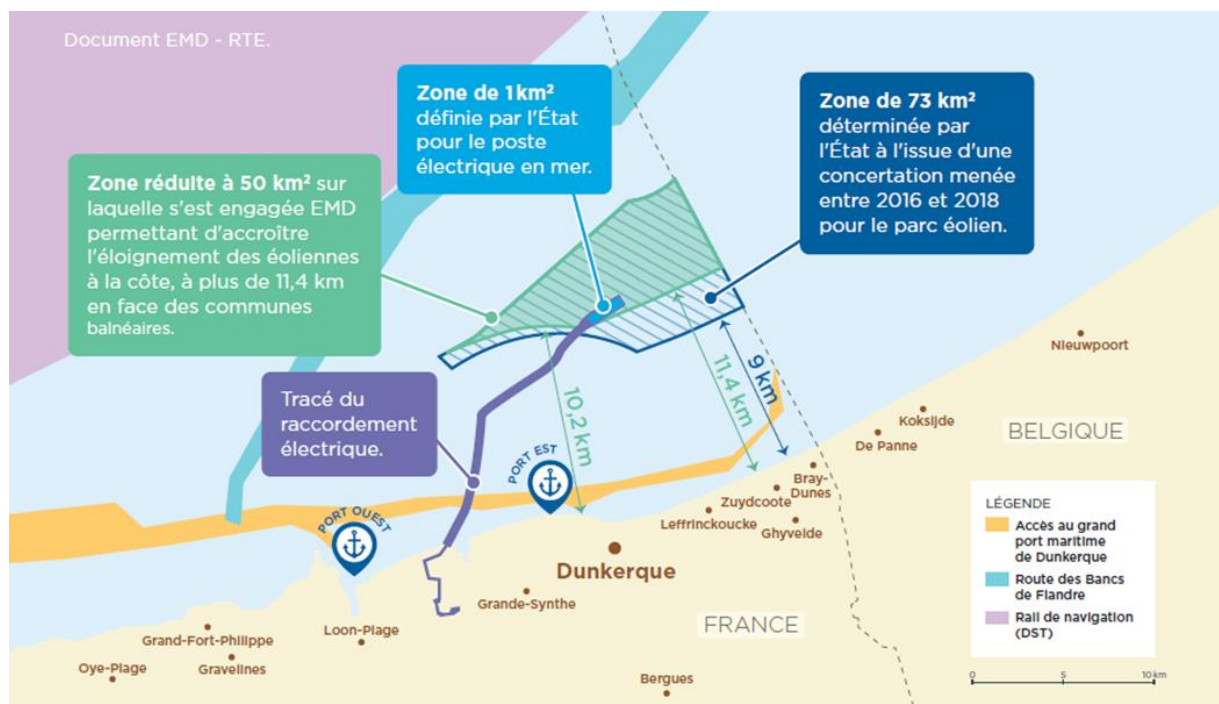 Document EMD - RTE.
Zone de 1 km²
définie par l'État
pour le poste
électrique en mer.
Zone de 73 km²
déterminée par
l'État à l'issue d'une
concertation menée
entre 2016 et 2018
pour le parc éolien.
Zone réduite à 50 km² sur
laquelle s'est engagée EMD
permettant d'accroître
l'éloignement des éoliennes
à la côte, à plus de 11,4 km
en face des communes
balnéaires.
Tracé du
raccordement
électrique.
10,2 km
11,4 km
9 km
PORT EST
PORT OUEST
Nieuwpoort
Koksijde
De Panne
BELGIQUE
Bray-
Dunes
Zuydcoote
Leffrinckoucke
Ghyvelde
Dunkerque
Grande-Synthe
FRANCE
Loon-Plage
Grand-Fort-Philippe
Gravelines
Oye-Plage
Bergues
LÉGENDE
Accès au grand
port maritime
de Dunkerque
Route des Bancs
de Flandre
Rail de navigation
(DST)
0 5 10 km